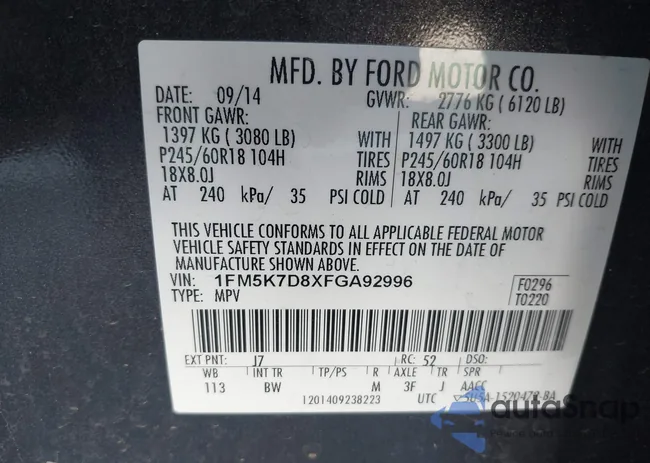 MFD. BY FORD MOTOR CO.
DATE: 09/14 GVWR: 2776 KG ( 6120 LB)
FRONT GAWR: REAR GAWR:
1397 KG ( 3080 LB) WITH 1497 KG ( 3300 LB) WITH
P245/60R18 104H TIRES P245/60R18 104H TIRES
18X8.0J RIMS 18X8.0J RIMS
AT 240 kPa/ 35 PSI COLD AT 240 kPa/ 35 PSI COLD
THIS VEHICLE CONFORMS TO ALL APPLICABLE FEDERAL MOTOR
VEHICLE SAFETY STANDARDS IN EFFECT ON THE DATE OF
MANUFACTURE SHOWN ABOVE.
VIN: 1FM5K7D8XFGA92996 F0296
TYPE: MPV T0220
EXT PNT: J7 RC: 52 DSO:
WB INT TR TP/PS R AXLE TR SPR
113 BW M 3F J AACC
1201409238223 UTC
autoSnap